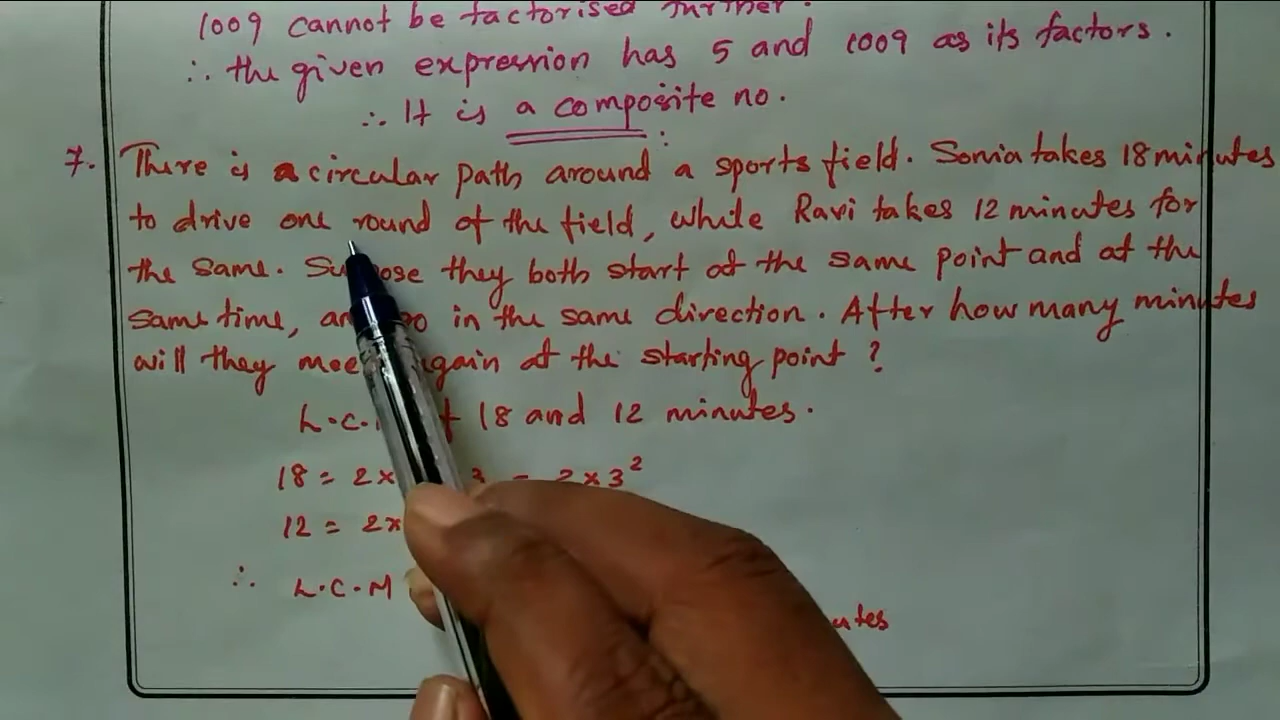 1009 cannot be factorised further.
∴ the given expression has 5 and 1009 as its factors.
∴ It is a composite no.
7. There is a circular path around a sports field. Sonia takes 18 minutes
to drive one round of the field, while Ravi takes 12 minutes for
the same. Suppose they both start at the same point and at the
same time, and go in the same direction. After how many minutes
will they meet again at the starting point ?
L.C.M of 18 and 12 minutes.
18 = 2× 3 = 2×3²
12 = 2×
∴ L.C.M